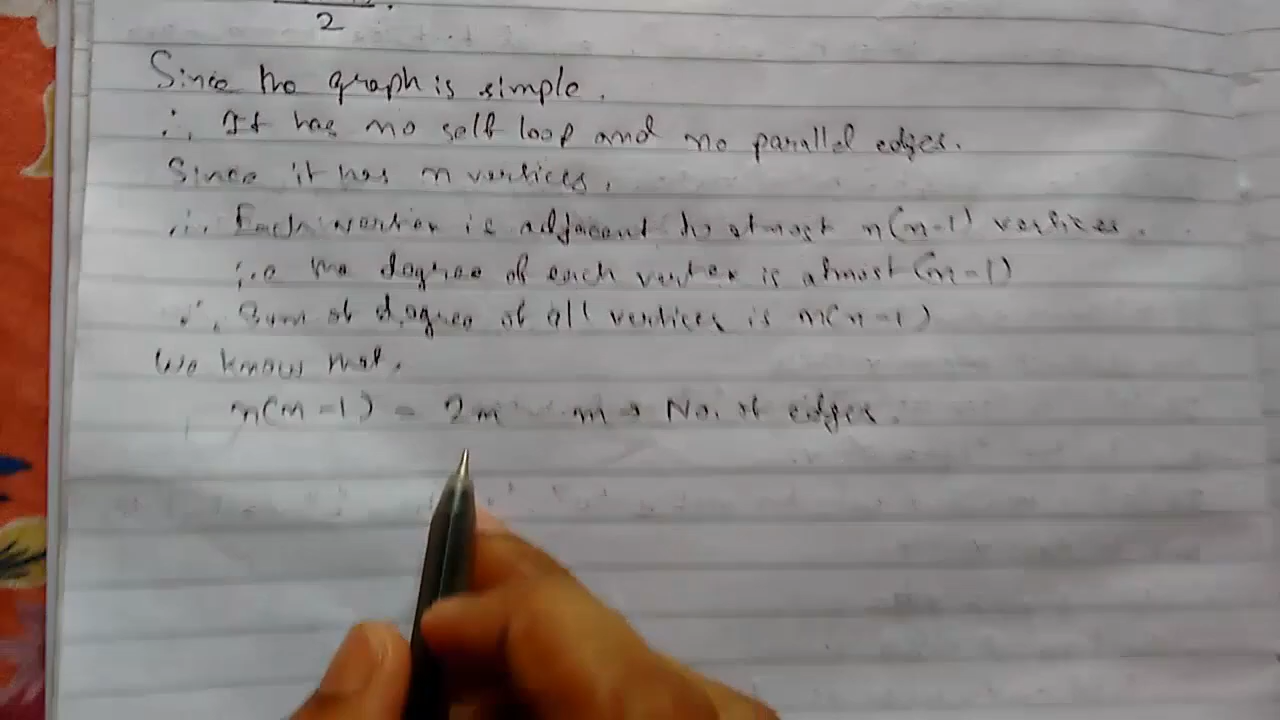 2 .
Since the graph is simple.
∴ It has no self loop and no parallel edges.
Since it has n vertices,
∴ Each vertex is adjacent to atmost n(n-1) vertices.
i.e the degree of each vertex is atmost (n-1)
∴ Sum of degree of all vertices is n(n-1)
We know that,
n(n-1) = 2m m → No. of edges.